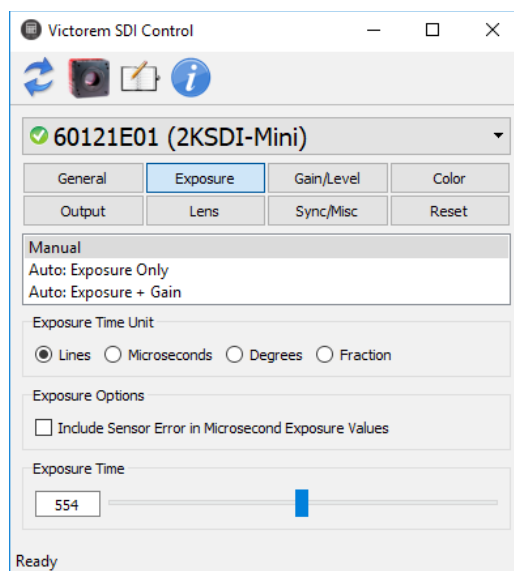 Victorem SDI Control
60121E01 (2KSDI-Mini)
General Exposure Gain/Level Color
Output Lens Sync/Misc Reset
Manual
Auto: Exposure Only
Auto: Exposure + Gain
Exposure Time Unit
Lines Microseconds Degrees Fraction
Exposure Options
Include Sensor Error in Microsecond Exposure Values
Exposure Time
554
Ready